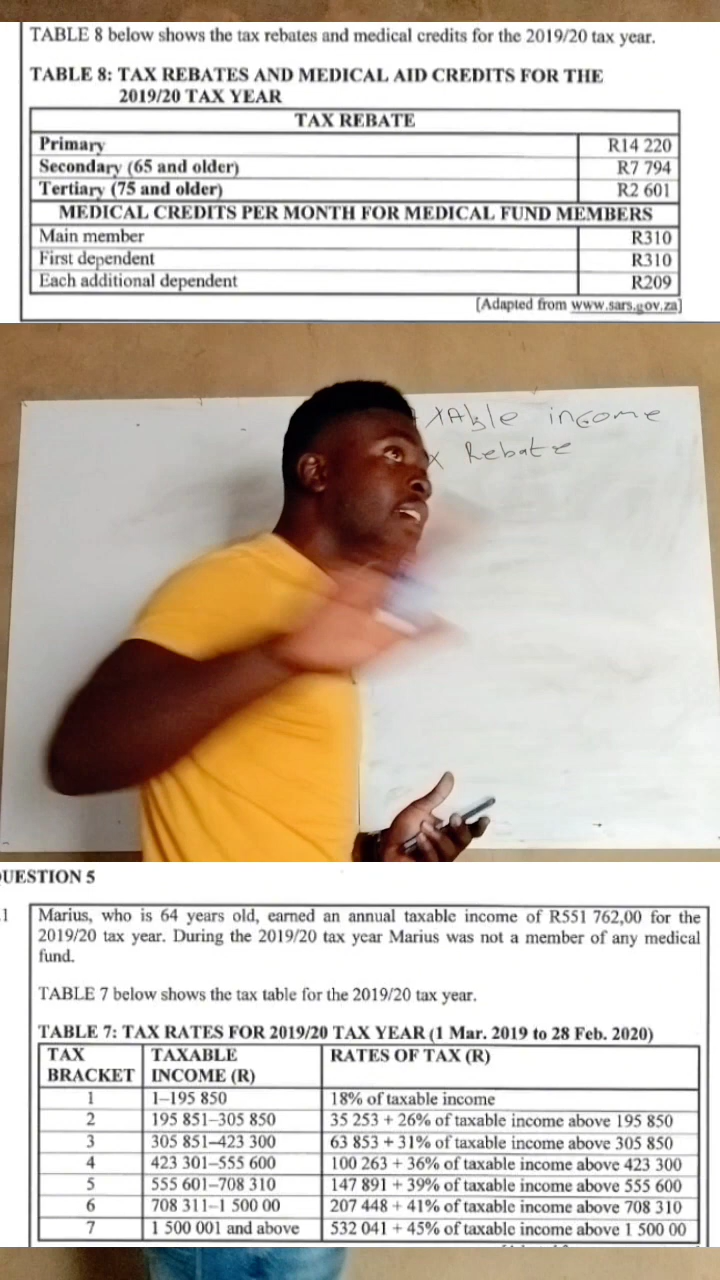 TABLE 8 below shows the tax rebates and medical credits for the 2019/20 tax year.
TABLE 8: TAX REBATES AND MEDICAL AID CREDITS FOR THE
2019/20 TAX YEAR
TAX REBATE
Primary R14 220
Secondary (65 and older) R7 794
Tertiary (75 and older) R2 601
MEDICAL CREDITS PER MONTH FOR MEDICAL FUND MEMBERS
Main member R310
First dependent R310
Each additional dependent R209
[Adapted from www.sars.gov.za]
xAble income
x Rebate
UESTION 5
.1 Marius, who is 64 years old, earned an annual taxable income of R551 762,00 for the
2019/20 tax year. During the 2019/20 tax year Marius was not a member of any medical
fund.
TABLE 7 below shows the tax table for the 2019/20 tax year.
TABLE 7: TAX RATES FOR 2019/20 TAX YEAR (1 Mar. 2019 to 28 Feb. 2020)
TAX TAXABLE RATES OF TAX (R)
BRACKET INCOME (R)
1 1–195 850 18% of taxable income
2 195 851–305 850 35 253 + 26% of taxable income above 195 850
3 305 851–423 300 63 853 + 31% of taxable income above 305 850
4 423 301–555 600 100 263 + 36% of taxable income above 423 300
5 555 601–708 310 147 891 + 39% of taxable income above 555 600
6 708 311–1 500 00 207 448 + 41% of taxable income above 708 310
7 1 500 001 and above 532 041 + 45% of taxable income above 1 500 00